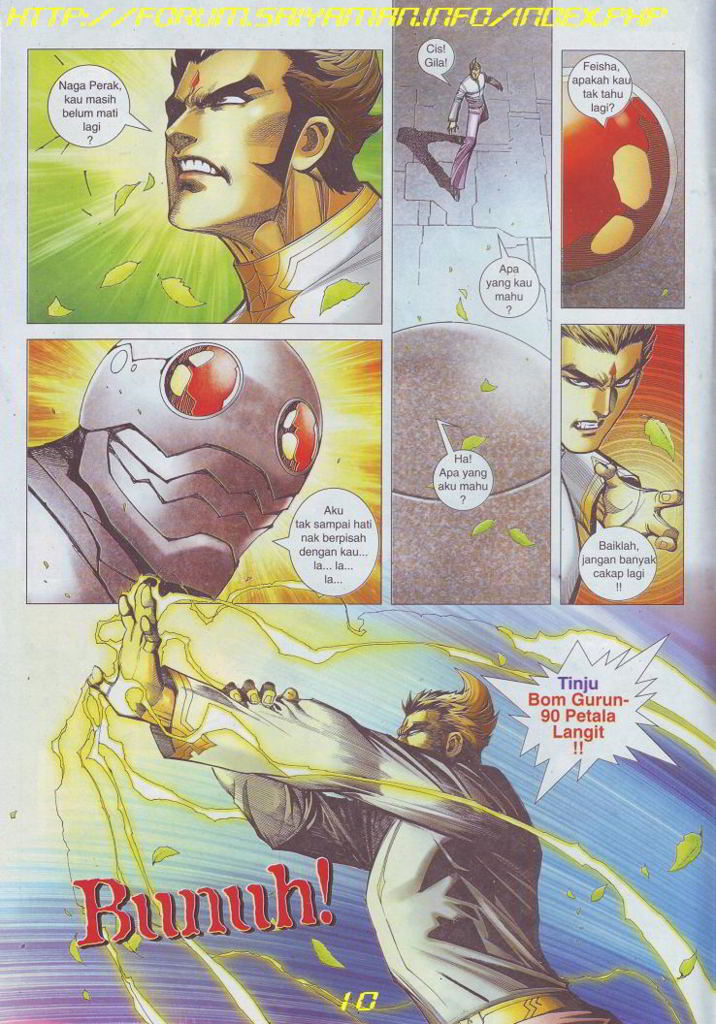 HTTP://FORUM.SAIYAMAN.INFO/INDEX.PHP
Naga Perak,
kau masih
belum mati
lagi
?
Cis!
Gila!
Feisha,
apakah kau
tak tahu
lagi?
Apa
yang kau
mahu
?
Aku
tak sampai hati
nak berpisah
dengan kau...
la... la...
la...
Ha!
Apa yang
aku mahu
?
Baiklah,
jangan banyak
cakap lagi
!!
Tinju
Bom Gurun-
90 Petala
Langit
!!
Bunuh!
10